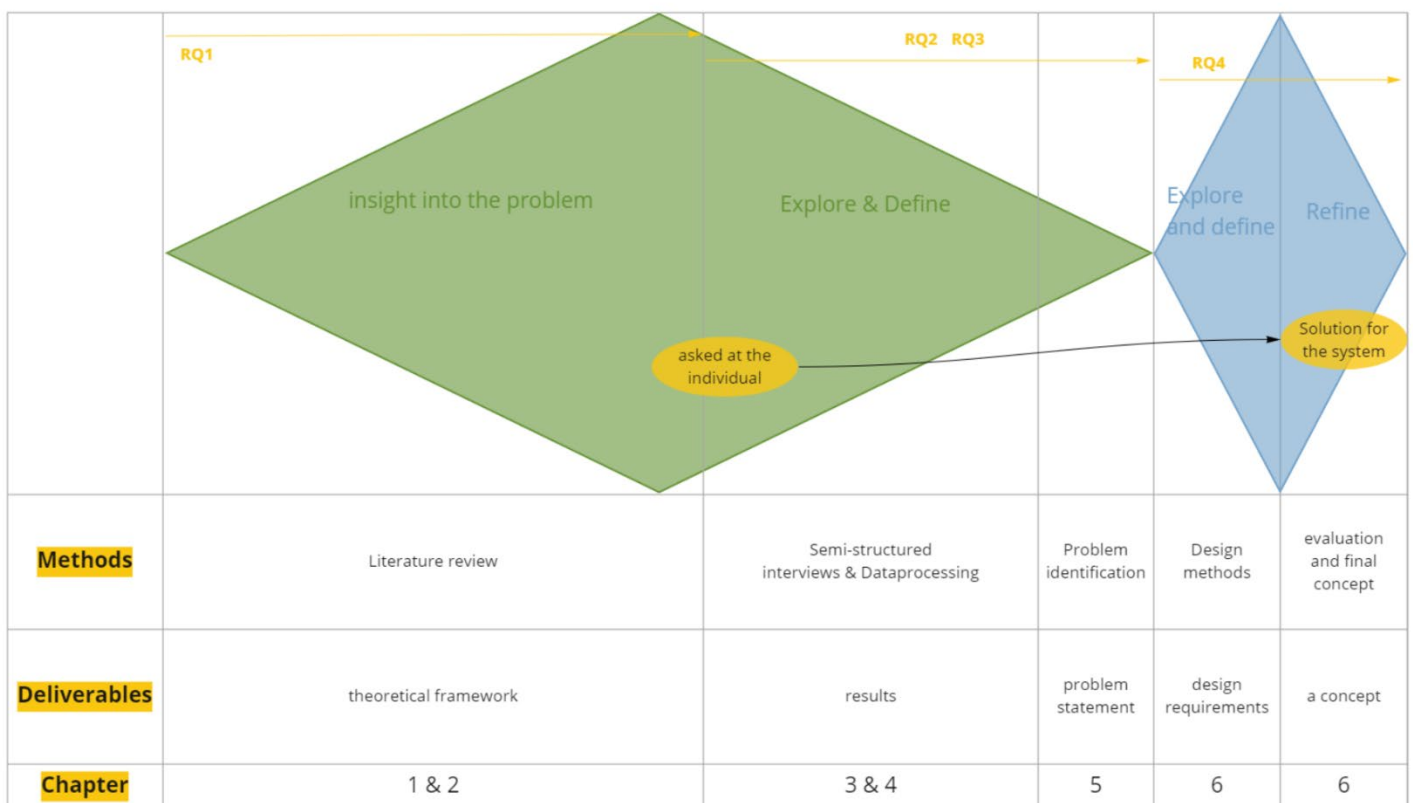 RQ1
RQ2 RQ3
RQ4
insight into the problem
Explore & Define
Explore
and define
Refine
asked at the
individual
Solution for
the system
Methods
Literature review
Semi-structured
interviews & Dataprocessing
Problem
identification
Design
methods
evaluation
and final
concept
Deliverables
theoretical framework
results
problem
statement
design
requirements
a concept
Chapter
1 & 2
3 & 4
5
6
6